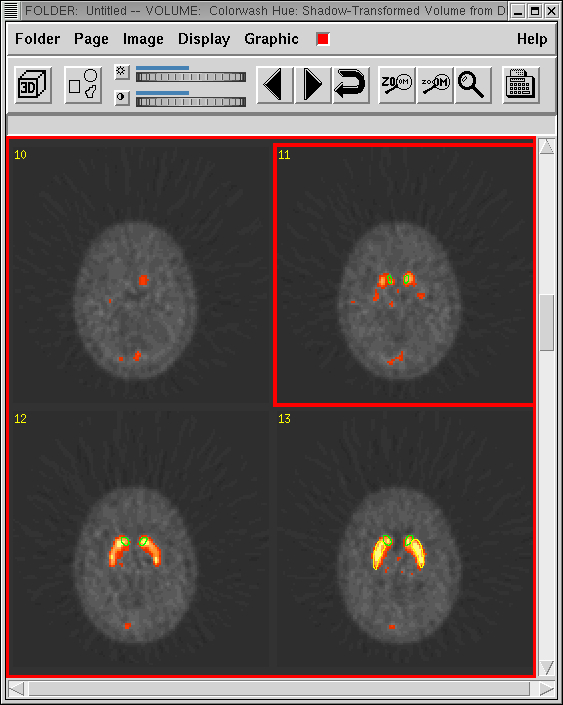 FOLDER: Untitled -- VOLUME: Colorwash Hue: Shadow-Transformed Volume from D
Folder Page Image Display Graphic Help
3D ZOOM ZOOM
10 11
12 13